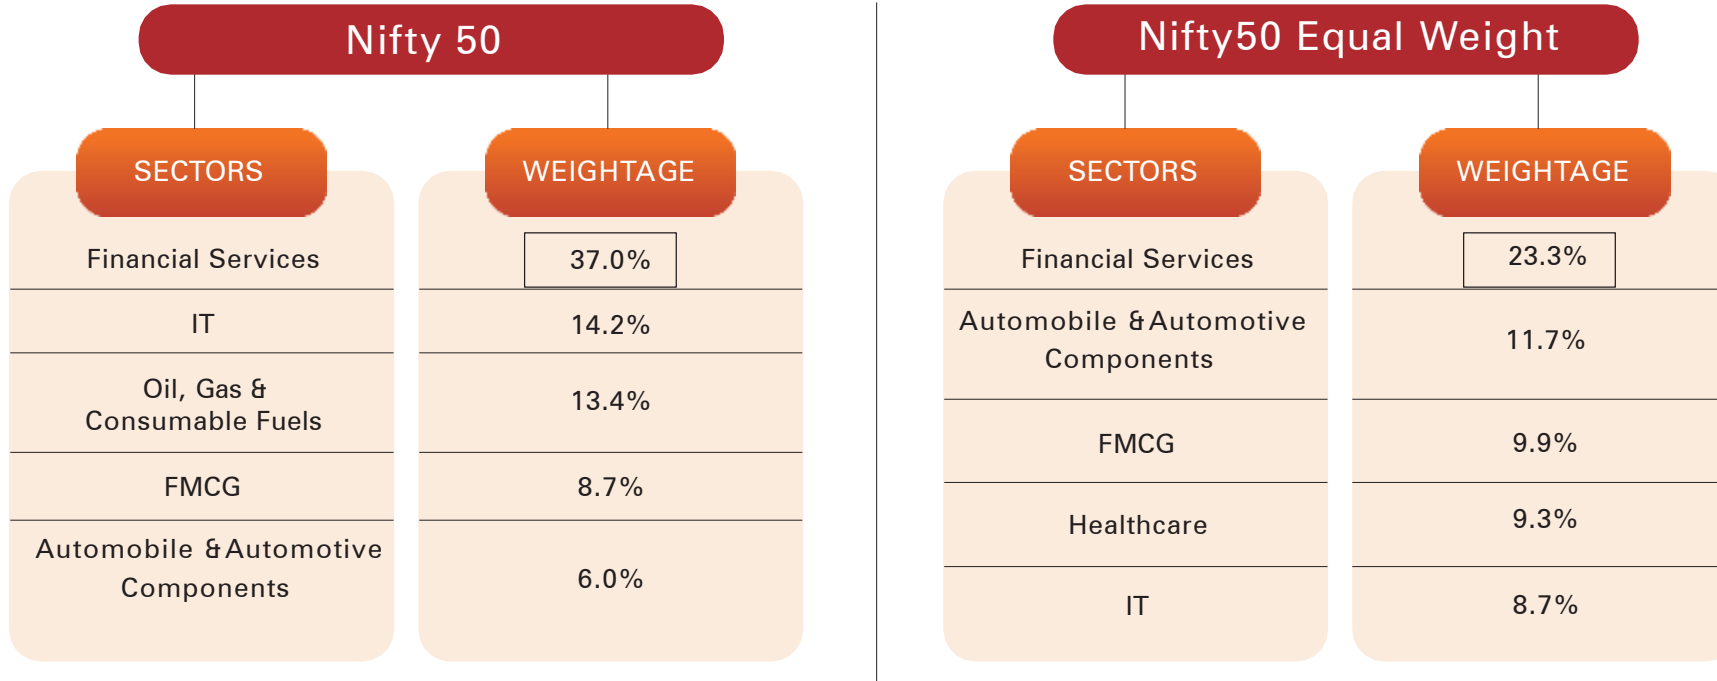 Nifty 50
SECTORS
WEIGHTAGE
Financial Services
37.0%
IT
14.2%
Oil, Gas &
Consumable Fuels
13.4%
FMCG
8.7%
Automobile & Automotive
Components
6.0%
Nifty50 Equal Weight
SECTORS
WEIGHTAGE
Financial Services
23.3%
Automobile & Automotive
Components
11.7%
FMCG
9.9%
Healthcare
9.3%
IT
8.7%